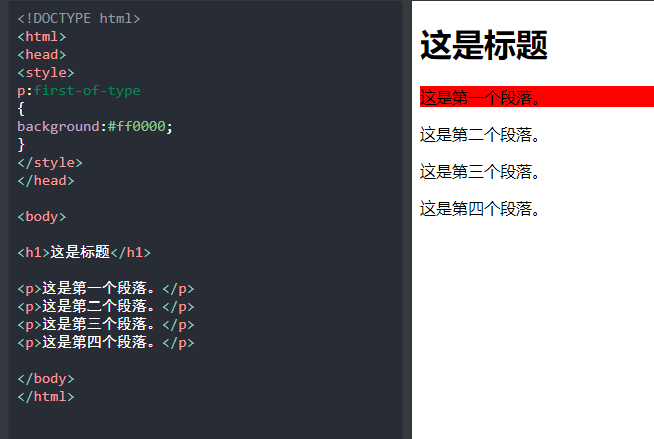 <!DOCTYPE html>
<html>
<head>
<style>
p:first-of-type
{
background:#ff0000;
}
</style>
</head>
<body>
<h1>这是标题</h1>
<p>这是第一个段落。</p>
<p>这是第二个段落。</p>
<p>这是第三个段落。</p>
<p>这是第四个段落。</p>
</body>
</html>
这是标题
这是第一个段落。
这是第二个段落。
这是第三个段落。
这是第四个段落。